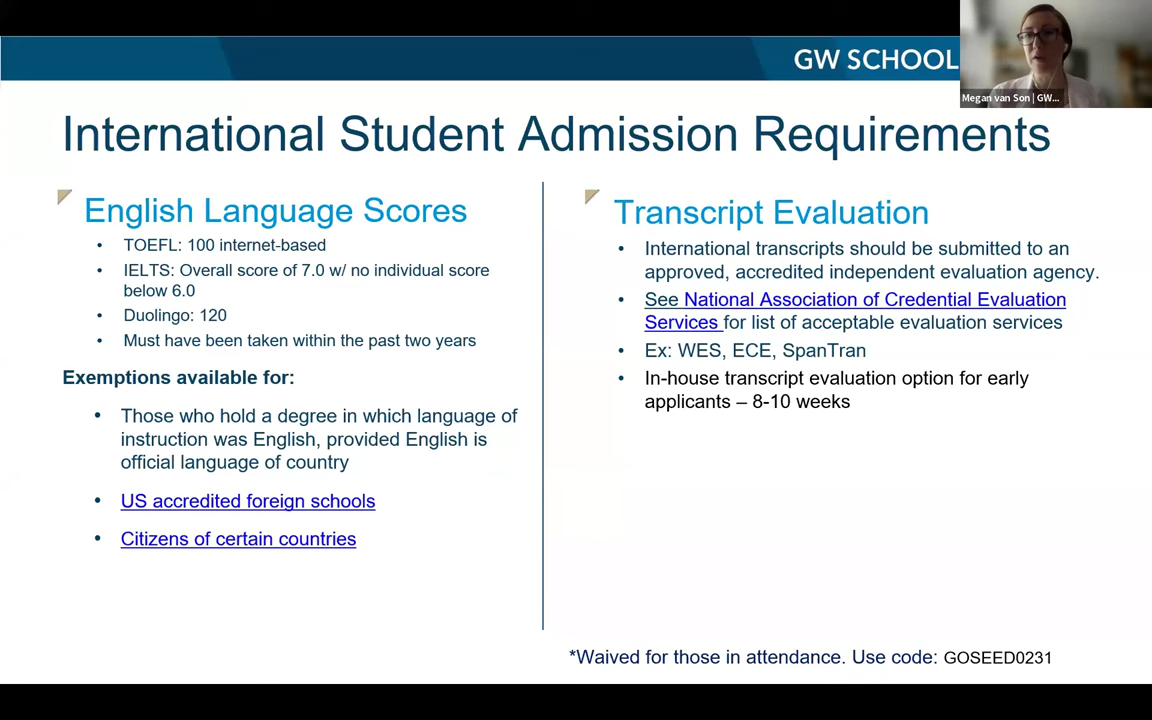 GW SCHOOL
Megan van Son | GW...
International Student Admission Requirements
English Language Scores
• TOEFL: 100 internet-based
• IELTS: Overall score of 7.0 w/ no individual score
below 6.0
• Duolingo: 120
• Must have been taken within the past two years
Exemptions available for:
• Those who hold a degree in which language of
instruction was English, provided English is
official language of country
• US accredited foreign schools
• Citizens of certain countries
Transcript Evaluation
• International transcripts should be submitted to an
approved, accredited independent evaluation agency.
• See National Association of Credential Evaluation
Services for list of acceptable evaluation services
• Ex: WES, ECE, SpanTran
• In-house transcript evaluation option for early
applicants – 8-10 weeks
*Waived for those in attendance. Use code: GOSEED0231